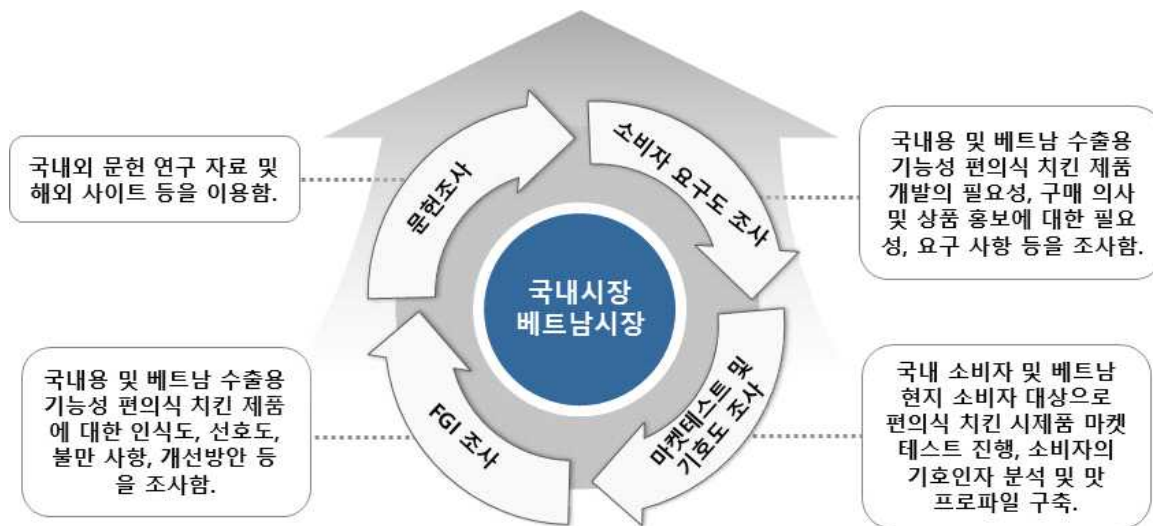 국내외 문헌 연구 자료 및
해외 사이트 등을 이용함.
문헌조사
소비자 요구도 조사
국내용 및 베트남 수출용
기능성 편의식 치킨 제품
개발의 필요성, 구매 의사
및 상품 홍보에 대한 필요
성, 요구 사항 등을 조사함.
국내시장
베트남시장
국내용 및 베트남 수출용
기능성 편의식 치킨 제품
에 대한 인식도, 선호도,
불만 사항, 개선방안 등
을 조사함.
FGI 조사
마켓테스트 및
기호도 조사
국내 소비자 및 베트남
현지 소비자 대상으로
편의식 치킨 시제품 마켓
테스트 진행, 소비자의
기호인자 분석 및 맛
프로파일 구축.